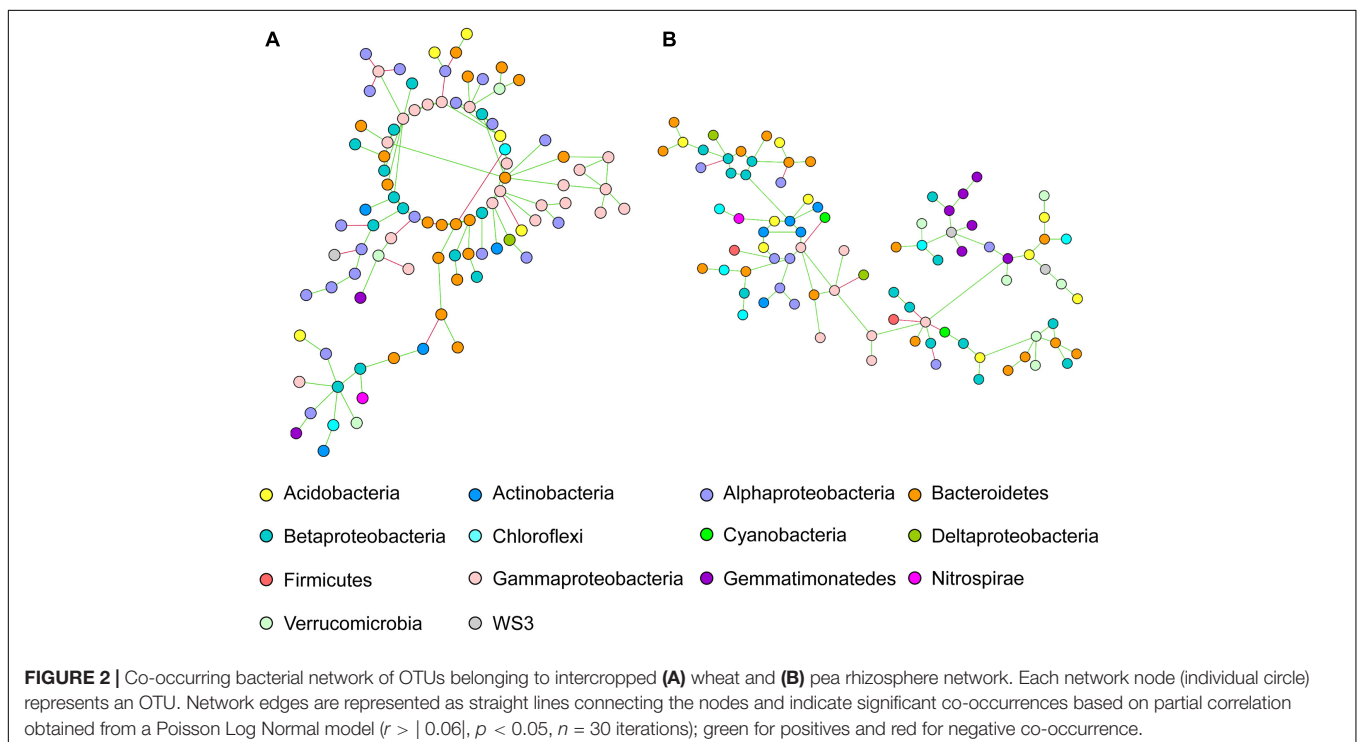 A
B
Acidobacteria Actinobacteria Alphaproteobacteria Bacteroidetes
Betaproteobacteria Chloroflexi Cyanobacteria Deltaproteobacteria
Firmicutes Gammaproteobacteria Gemmatimonatedes Nitrospirae
Verrucomicrobia WS3
FIGURE 2 | Co-occurring bacterial network of OTUs belonging to intercropped (A) wheat and (B) pea rhizosphere network. Each network node (individual circle)
represents an OTU. Network edges are represented as straight lines connecting the nodes and indicate significant co-occurrences based on partial correlation
obtained from a Poisson Log Normal model (r > | 0.06|, p < 0.05, n = 30 iterations); green for positives and red for negative co-occurrence.